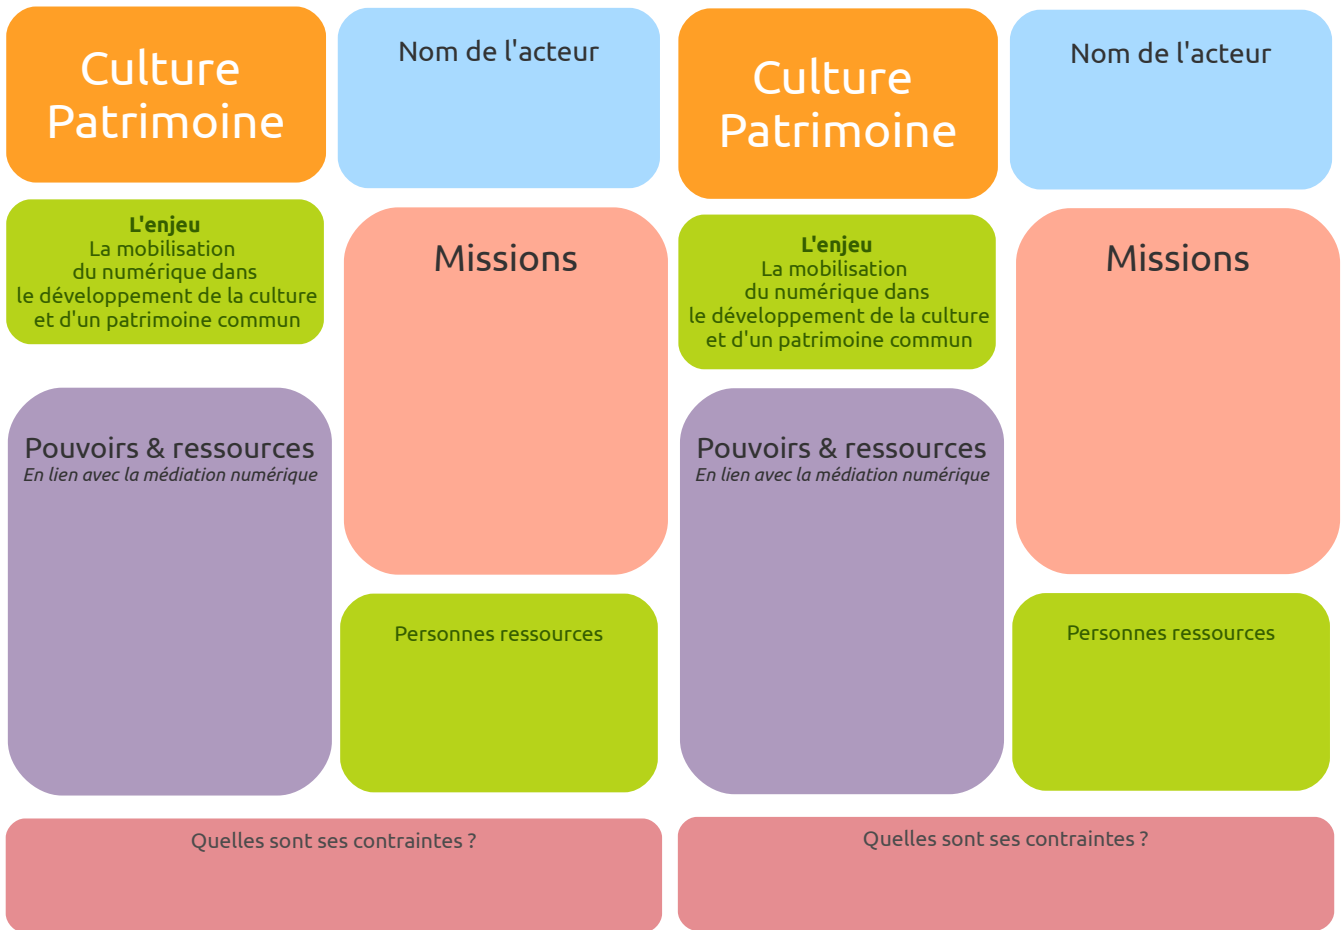 Culture
Patrimoine
Nom de l'acteur
L'enjeu
La mobilisation
du numérique dans
le développement de la culture
et d'un patrimoine commun
Missions
Pouvoirs & ressources
En lien avec la médiation numérique
Personnes ressources
Quelles sont ses contraintes ?
Culture
Patrimoine
Nom de l'acteur
L'enjeu
La mobilisation
du numérique dans
le développement de la culture
et d'un patrimoine commun
Missions
Pouvoirs & ressources
En lien avec la médiation numérique
Personnes ressources
Quelles sont ses contraintes ?